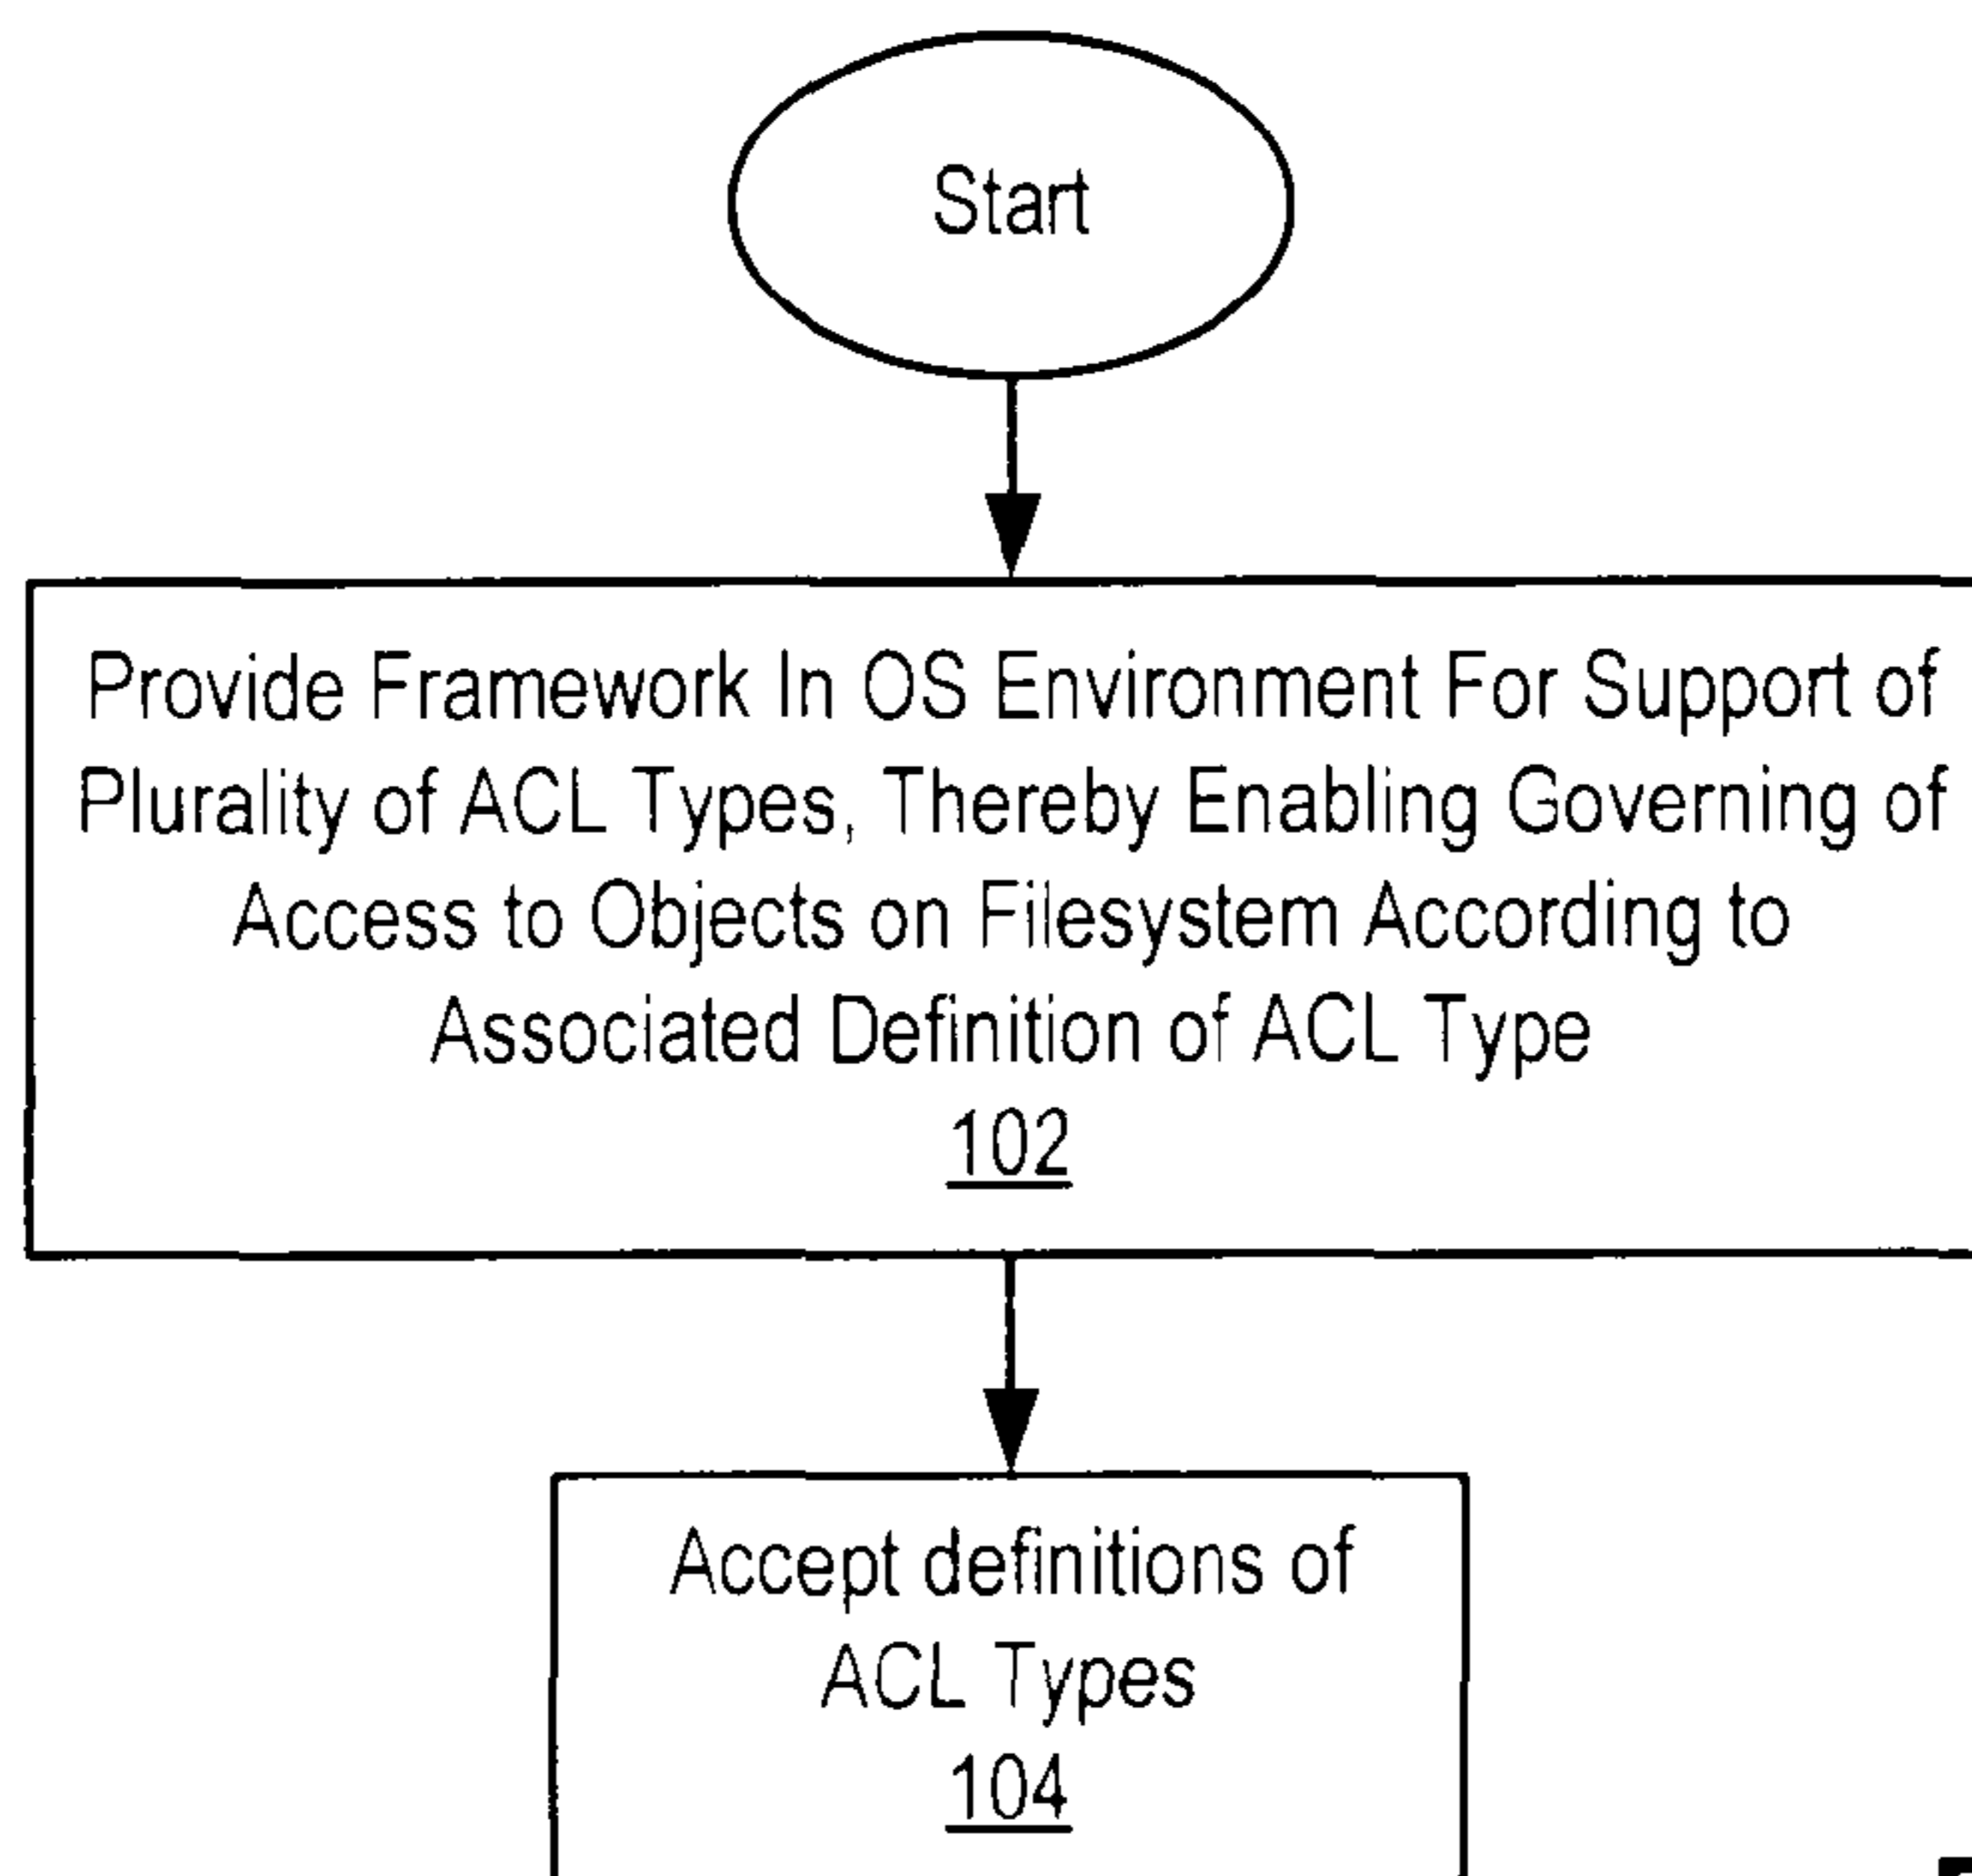 Start
Provide Framework In OS Environment For Support of
Plurality of ACL Types, Thereby Enabling Governing of
Access to Objects on Filesystem According to
Associated Definition of ACL Type
102
Accept definitions of
ACL Types
104